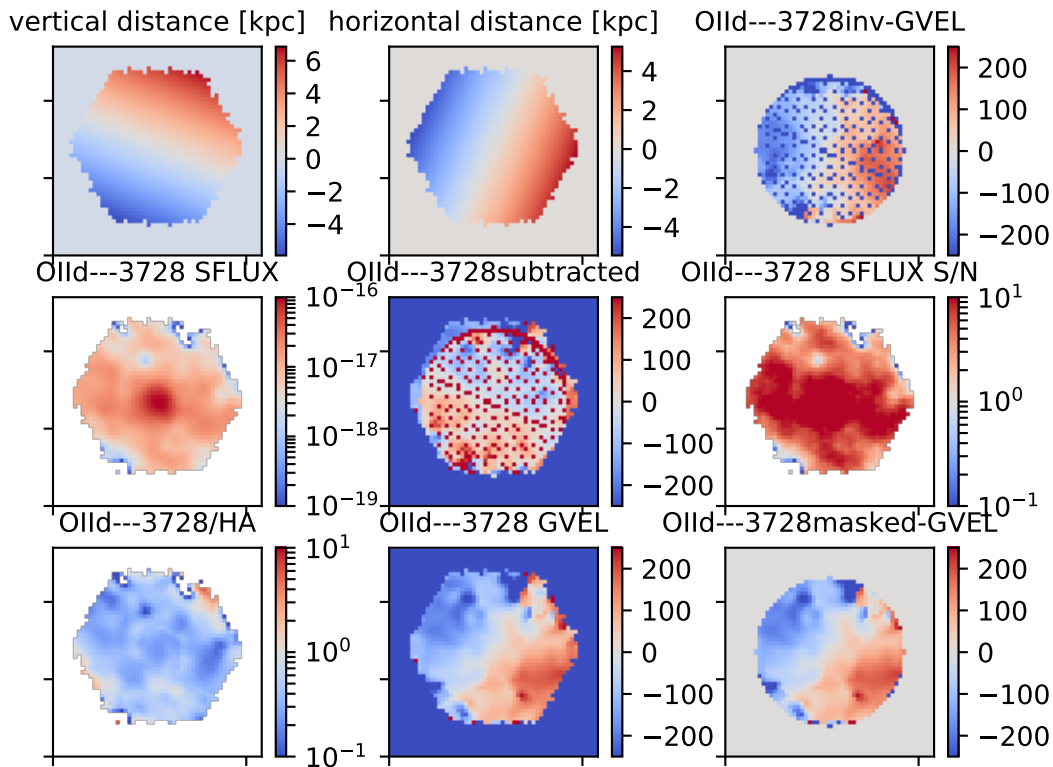 vertical distance [kpc] horizontal distance [kpc] OIId---3728inv-GVEL
6 4 2 0 −2 −4
4 2 0 −2 −4
200 100 0 −100 −200
OIId---3728 SFLUX OIId---3728subtracted OIId---3728 SFLUX S/N
10⁻¹⁶ 10⁻¹⁷ 10⁻¹⁸ 10⁻¹⁹
200 100 0 −100 −200
10¹ 10⁰ 10⁻¹
OIId---3728/HA OIId---3728 GVEL OIId---3728masked-GVEL
10¹ 10⁰ 10⁻¹
200 100 0 −100 −200
200 100 0 −100 −200